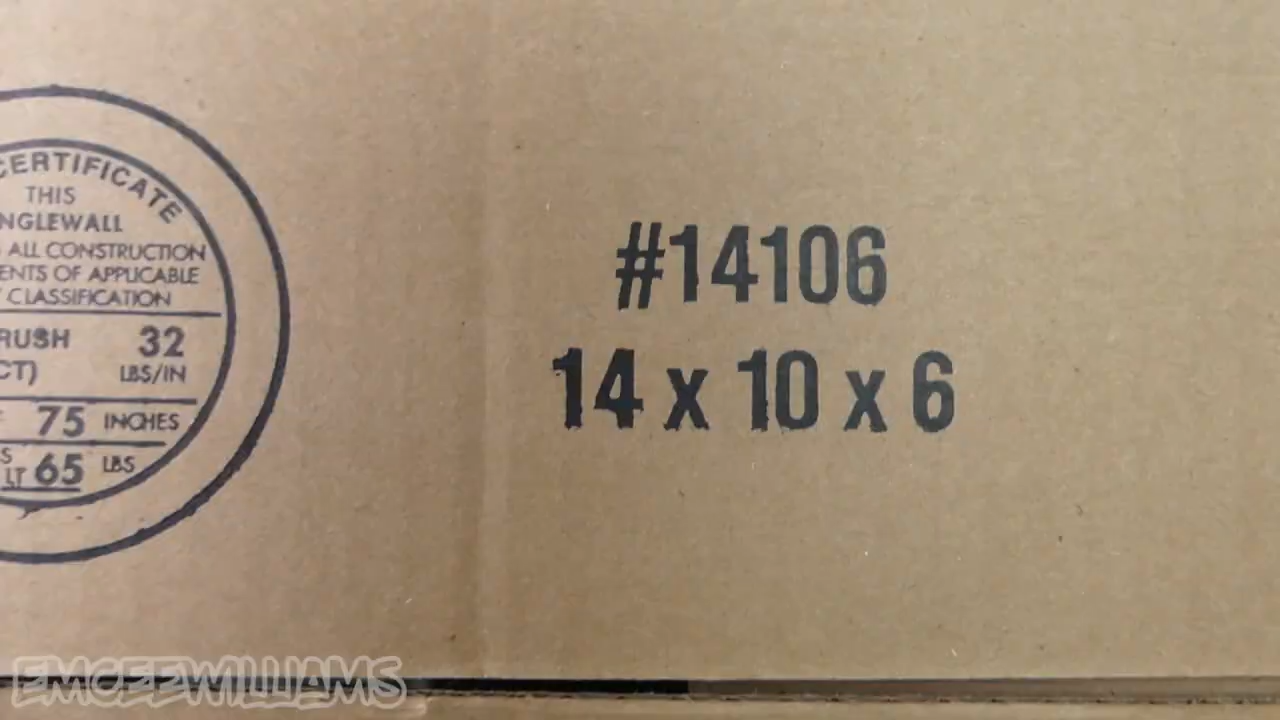 CERTIFICATE
THIS
NGLEWALL
ALL CONSTRUCTION
ENTS OF APPLICABLE
CLASSIFICATION
RUSH 32
CT) LBS/IN
75 INCHES
S
LT 65 LBS
#14106
14 x 10 x 6
EMCEEWILLIAMS